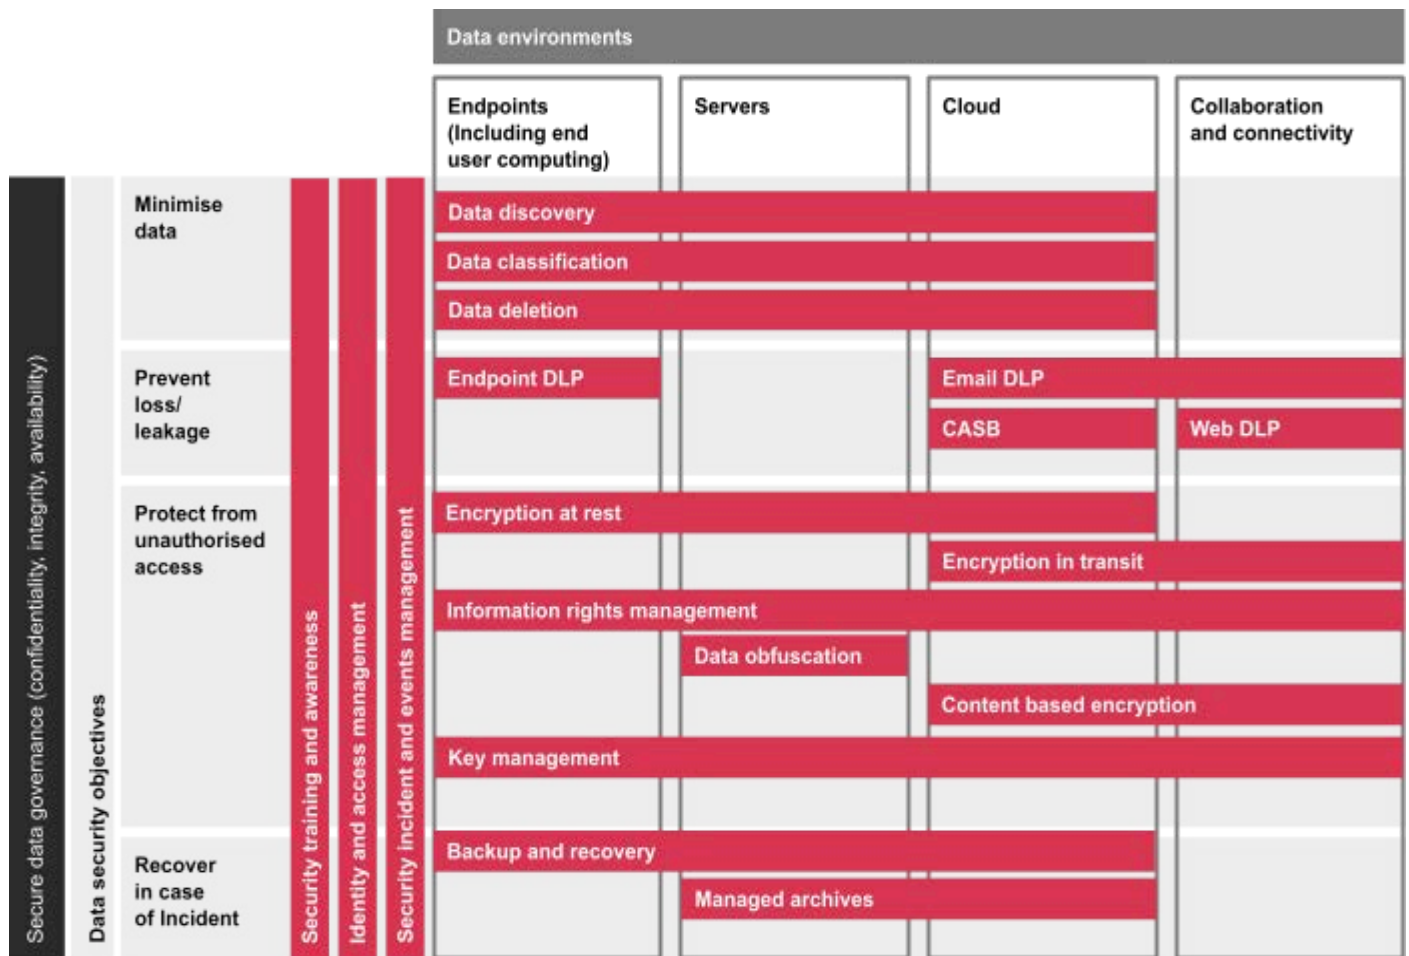 Data environments
Endpoints
(Including end
user computing)
Servers
Cloud
Collaboration
and connectivity
Secure data governance (confidentiality, integrity, availability)
Data security objectives
Security training and awareness
Identity and access management
Security incident and events management
Minimise
data
Data discovery
Data classification
Data deletion
Prevent
loss/
leakage
Endpoint DLP
Email DLP
CASB
Web DLP
Protect from
unauthorised
access
Encryption at rest
Encryption in transit
Information rights management
Data obfuscation
Content based encryption
Key management
Recover
in case
of Incident
Backup and recovery
Managed archives